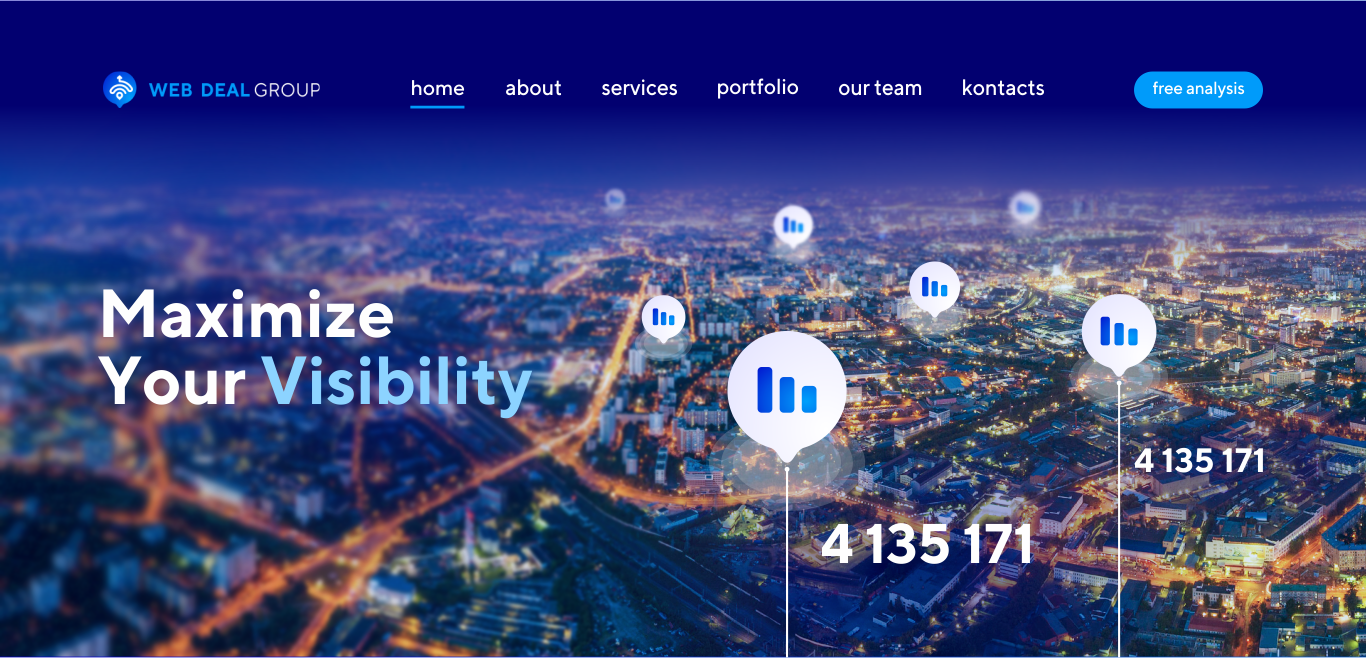 WEB DEAL GROUP
home about services portfolio our team kontacts
free analysis
Maximize
Your Visibility
4 135 171
4 135 171